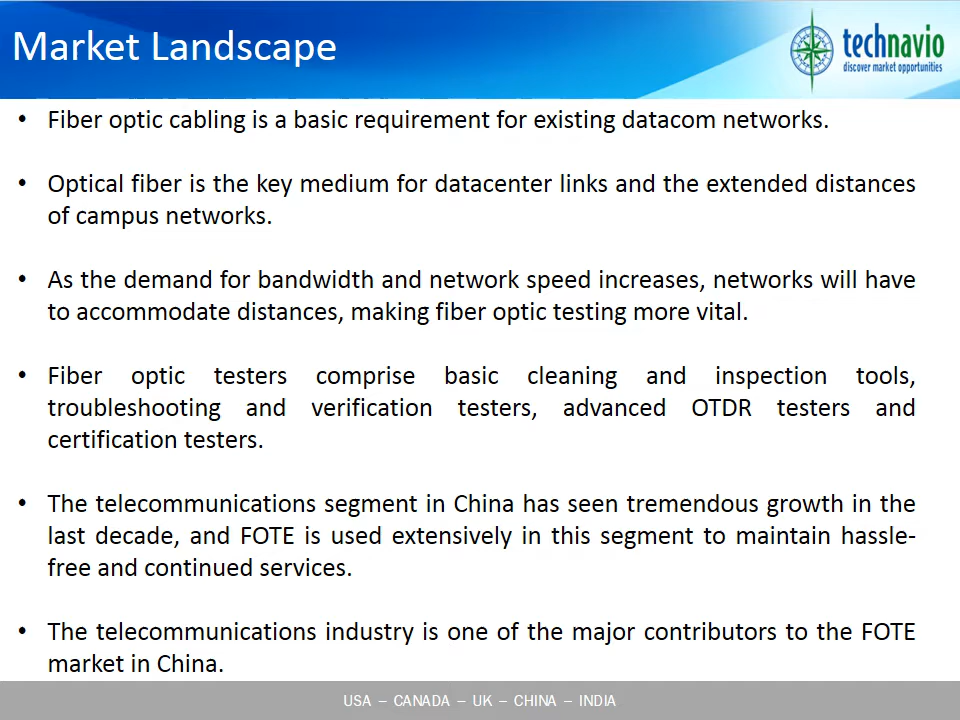 Market Landscape
technavio
discover market opportunities
• Fiber optic cabling is a basic requirement for existing datacom networks.
• Optical fiber is the key medium for datacenter links and the extended distances
of campus networks.
• As the demand for bandwidth and network speed increases, networks will have
to accommodate distances, making fiber optic testing more vital.
• Fiber optic testers comprise basic cleaning and inspection tools,
troubleshooting and verification testers, advanced OTDR testers and
certification testers.
• The telecommunications segment in China has seen tremendous growth in the
last decade, and FOTE is used extensively in this segment to maintain hassle-
free and continued services.
• The telecommunications industry is one of the major contributors to the FOTE
market in China.
USA – CANADA – UK – CHINA – INDIA